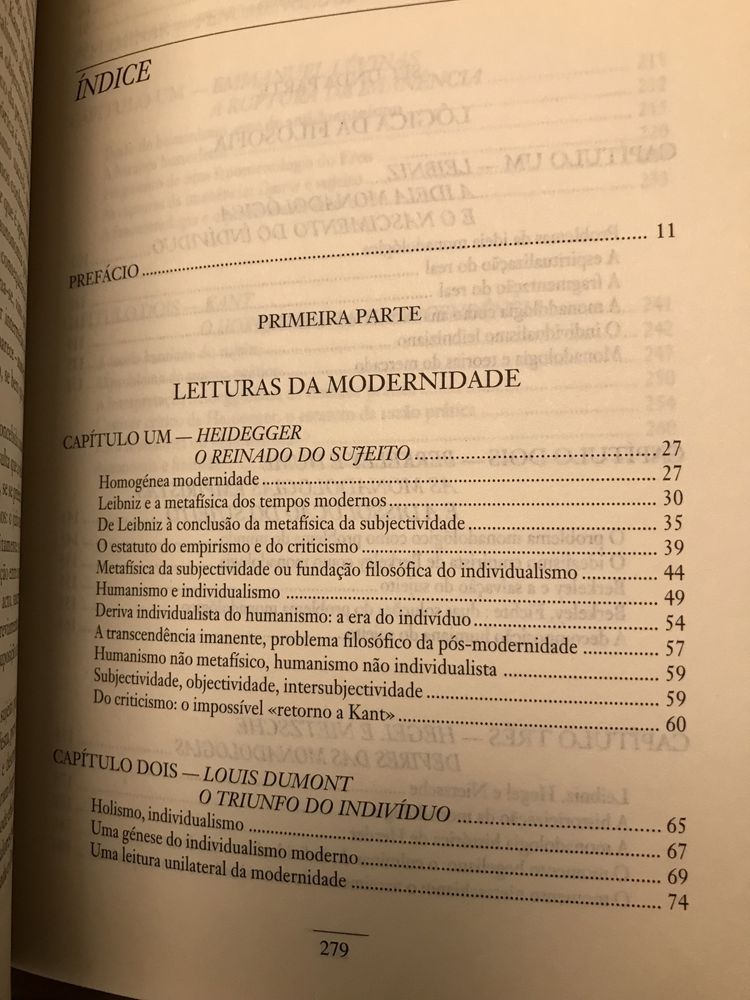 ÍNDICE
PREFÁCIO ........ 11
PRIMEIRA PARTE
LEITURAS DA MODERNIDADE
CAPÍTULO UM — HEIDEGGER
O REINADO DO SUJEITO ........ 27
Homogénea modernidade ........ 27
Leibniz e a metafísica dos tempos modernos ........ 30
De Leibniz à conclusão da metafísica da subjectividade ........ 35
O estatuto do empirismo e do criticismo ........ 39
Metafísica da subjectividade ou fundação filosófica do individualismo ........ 44
Humanismo e individualismo ........ 49
Deriva individualista do humanismo: a era do indivíduo ........ 54
A transcendência imanente, problema filosófico da pós-modernidade ........ 57
Humanismo não metafísico, humanismo não individualista ........ 59
Subjectividade, objectividade, intersubjectividade ........ 59
Do criticismo: o impossível «retorno a Kant» ........ 60
CAPÍTULO DOIS — LOUIS DUMONT
O TRIUNFO DO INDIVÍDUO ........ 65
Holismo, individualismo ........ 67
Uma génese do individualismo moderno ........ 69
Uma leitura unilateral da modernidade ........ 74
279